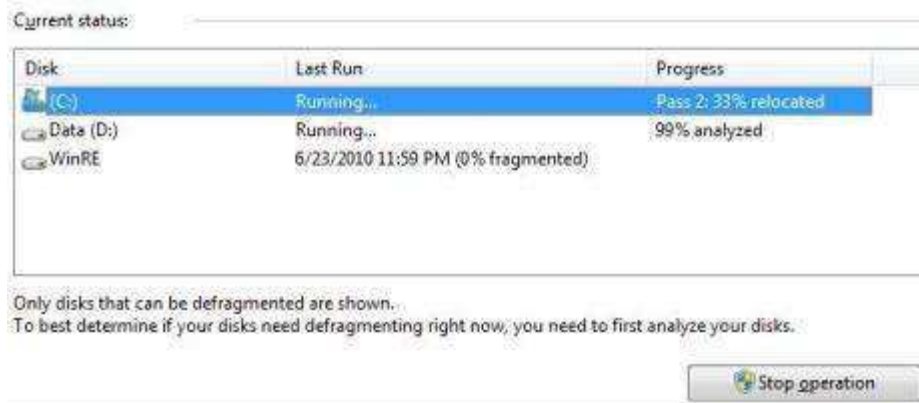 Current status:
Disk Last Run Progress
(C:) Running... Pass 2: 33% relocated
Data (D:) Running... 99% analyzed
WinRE 6/23/2010 11:59 PM (0% fragmented)
Only disks that can be defragmented are shown.
To best determine if your disks need defragmenting right now, you need to first analyze your disks.
Stop operation